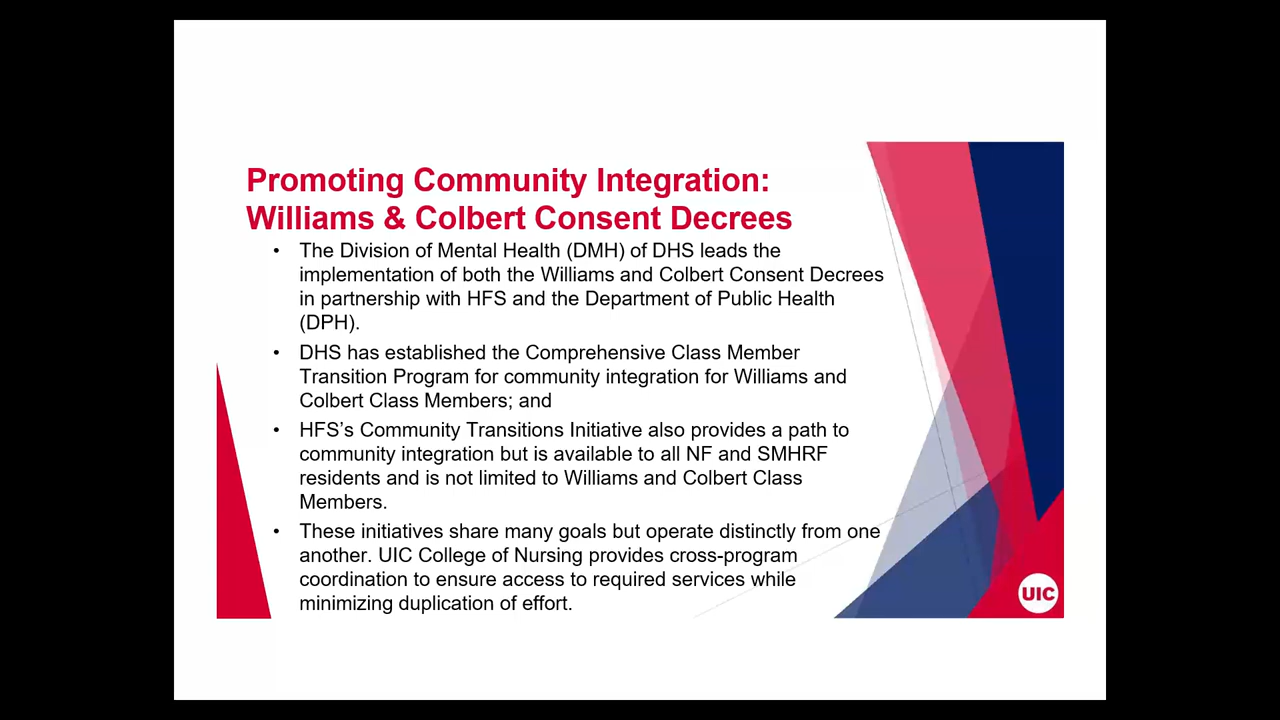 Promoting Community Integration:
Williams & Colbert Consent Decrees
• The Division of Mental Health (DMH) of DHS leads the
implementation of both the Williams and Colbert Consent Decrees
in partnership with HFS and the Department of Public Health
(DPH).
• DHS has established the Comprehensive Class Member
Transition Program for community integration for Williams and
Colbert Class Members; and
• HFS’s Community Transitions Initiative also provides a path to
community integration but is available to all NF and SMHRF
residents and is not limited to Williams and Colbert Class
Members.
• These initiatives share many goals but operate distinctly from one
another. UIC College of Nursing provides cross-program
coordination to ensure access to required services while
minimizing duplication of effort.
UIC